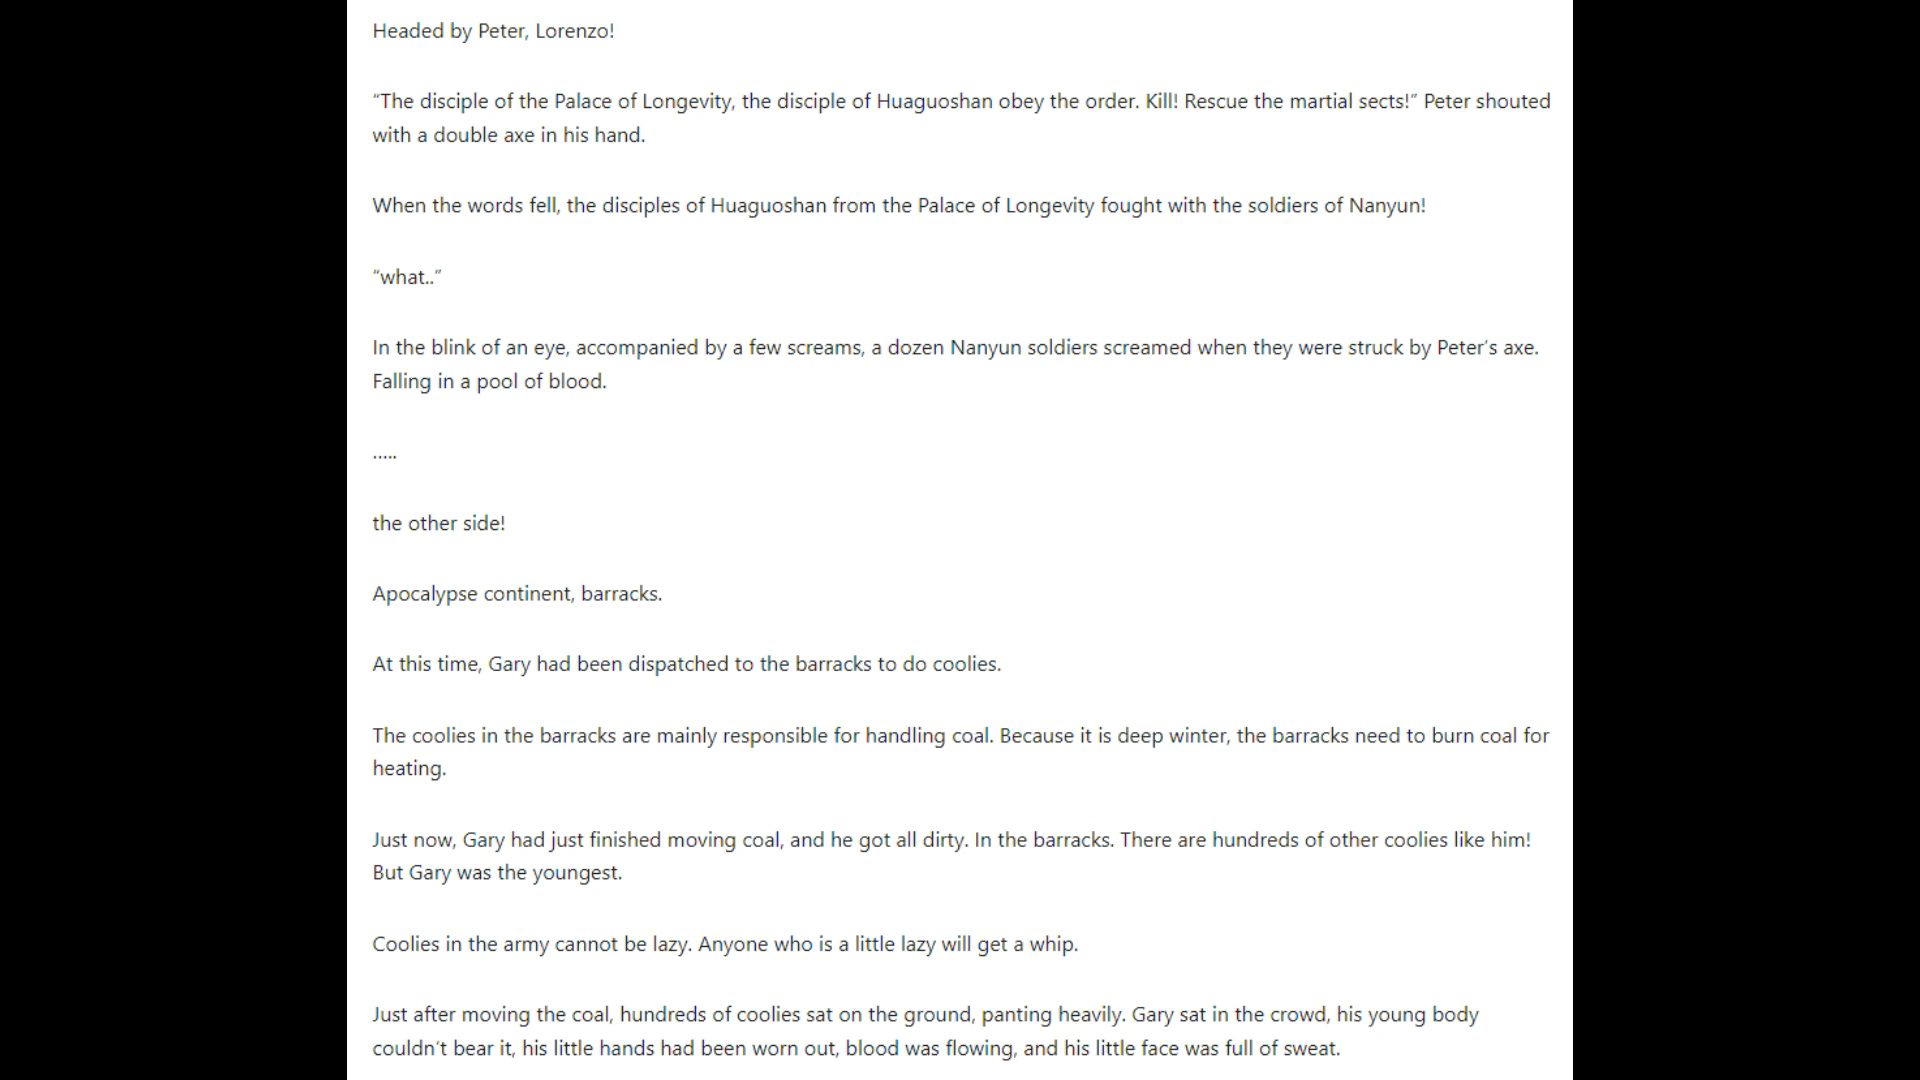 Headed by Peter, Lorenzo!
“The disciple of the Palace of Longevity, the disciple of Huaguoshan obey the order. Kill! Rescue the martial sects!” Peter shouted
with a double axe in his hand.
When the words fell, the disciples of Huaguoshan from the Palace of Longevity fought with the soldiers of Nanyun!
“what..”
In the blink of an eye, accompanied by a few screams, a dozen Nanyun soldiers screamed when they were struck by Peter’s axe.
Falling in a pool of blood.
.....
the other side!
Apocalypse continent, barracks.
At this time, Gary had been dispatched to the barracks to do coolies.
The coolies in the barracks are mainly responsible for handling coal. Because it is deep winter, the barracks need to burn coal for
heating.
Just now, Gary had just finished moving coal, and he got all dirty. In the barracks. There are hundreds of other coolies like him!
But Gary was the youngest.
Coolies in the army cannot be lazy. Anyone who is a little lazy will get a whip.
Just after moving the coal, hundreds of coolies sat on the ground, panting heavily. Gary sat in the crowd, his young body
couldn’t bear it, his little hands had been worn out, blood was flowing, and his little face was full of sweat.